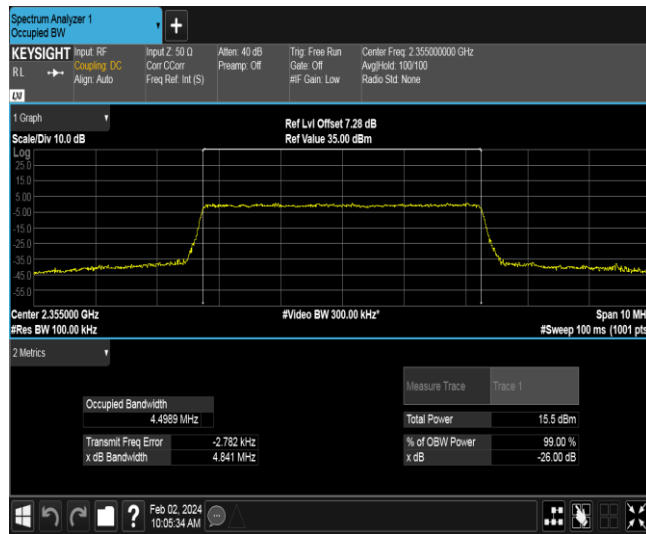 Spectrum Analyzer 1
Occupied BW
+
KEYSIGHT
RL
LXI
Input: RF
Coupling: DC
Align: Auto
Input Z: 50 Ω
Corr CCorr
Freq Ref: Int (S)
Atten: 40 dB
Preamp: Off
Trig: Free Run
Gate: Off
#IF Gain: Low
Center Freq: 2.355000000 GHz
Avg|Hold: 100/100
Radio Std: None
1 Graph
Scale/Div 10.0 dB
Ref Lvl Offset 7.28 dB
Ref Value 35.00 dBm
Log
25.0
15.0
5.00
-5.00
-15.0
-25.0
-35.0
-45.0
-55.0
Center 2.355000 GHz
#Res BW 100.00 kHz
#Video BW 300.00 kHz*
Span 10 MH
#Sweep 100 ms (1001 pts
2 Metrics
Measure Trace Trace 1
Occupied Bandwidth
4.4989 MHz
Total Power 15.5 dBm
Transmit Freq Error -2.782 kHz
% of OBW Power 99.00 %
x dB Bandwidth 4.841 MHz
x dB -26.00 dB
?
Feb 02, 2024
10:05:34 AM